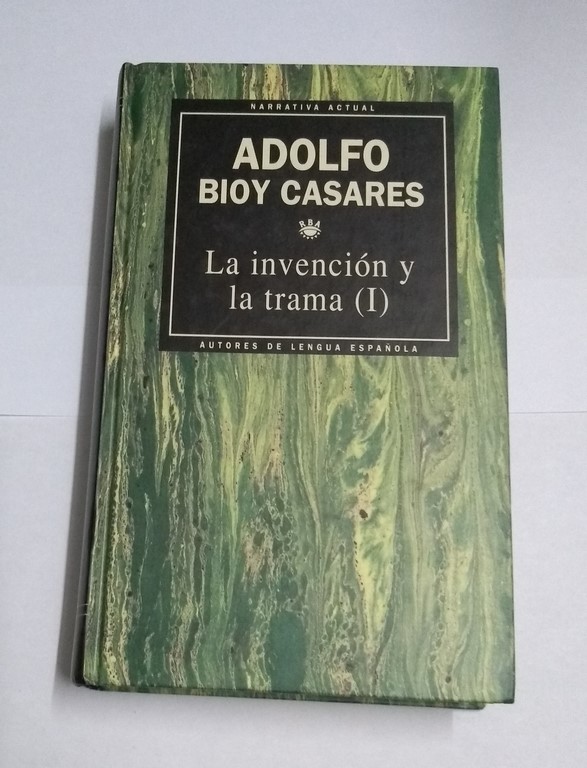 NARRATIVA ACTUAL
ADOLFO
BIOY CASARES
RBA
La invención y
la trama (I)
AUTORES DE LENGUA ESPAÑOLA